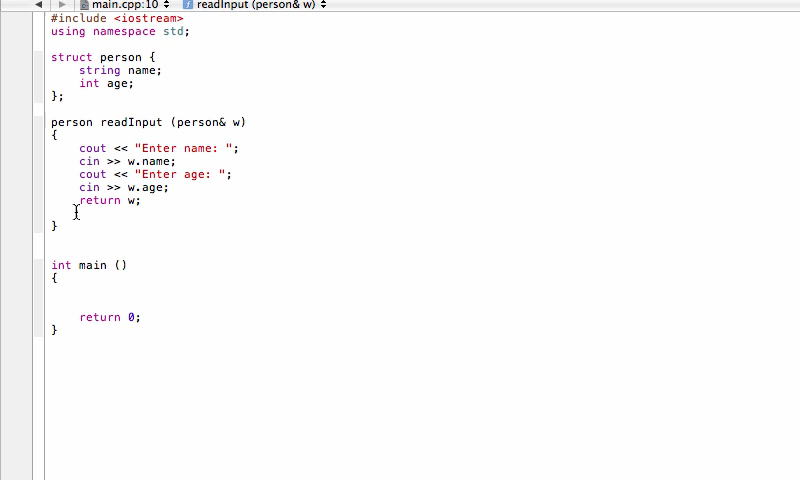 main.cpp:10 readInput (person& w)
#include <iostream>
using namespace std;
struct person {
string name;
int age;
};
person readInput (person& w)
{
cout << "Enter name: ";
cin >> w.name;
cout << "Enter age: ";
cin >> w.age;
return w;
}
int main ()
{
return 0;
}